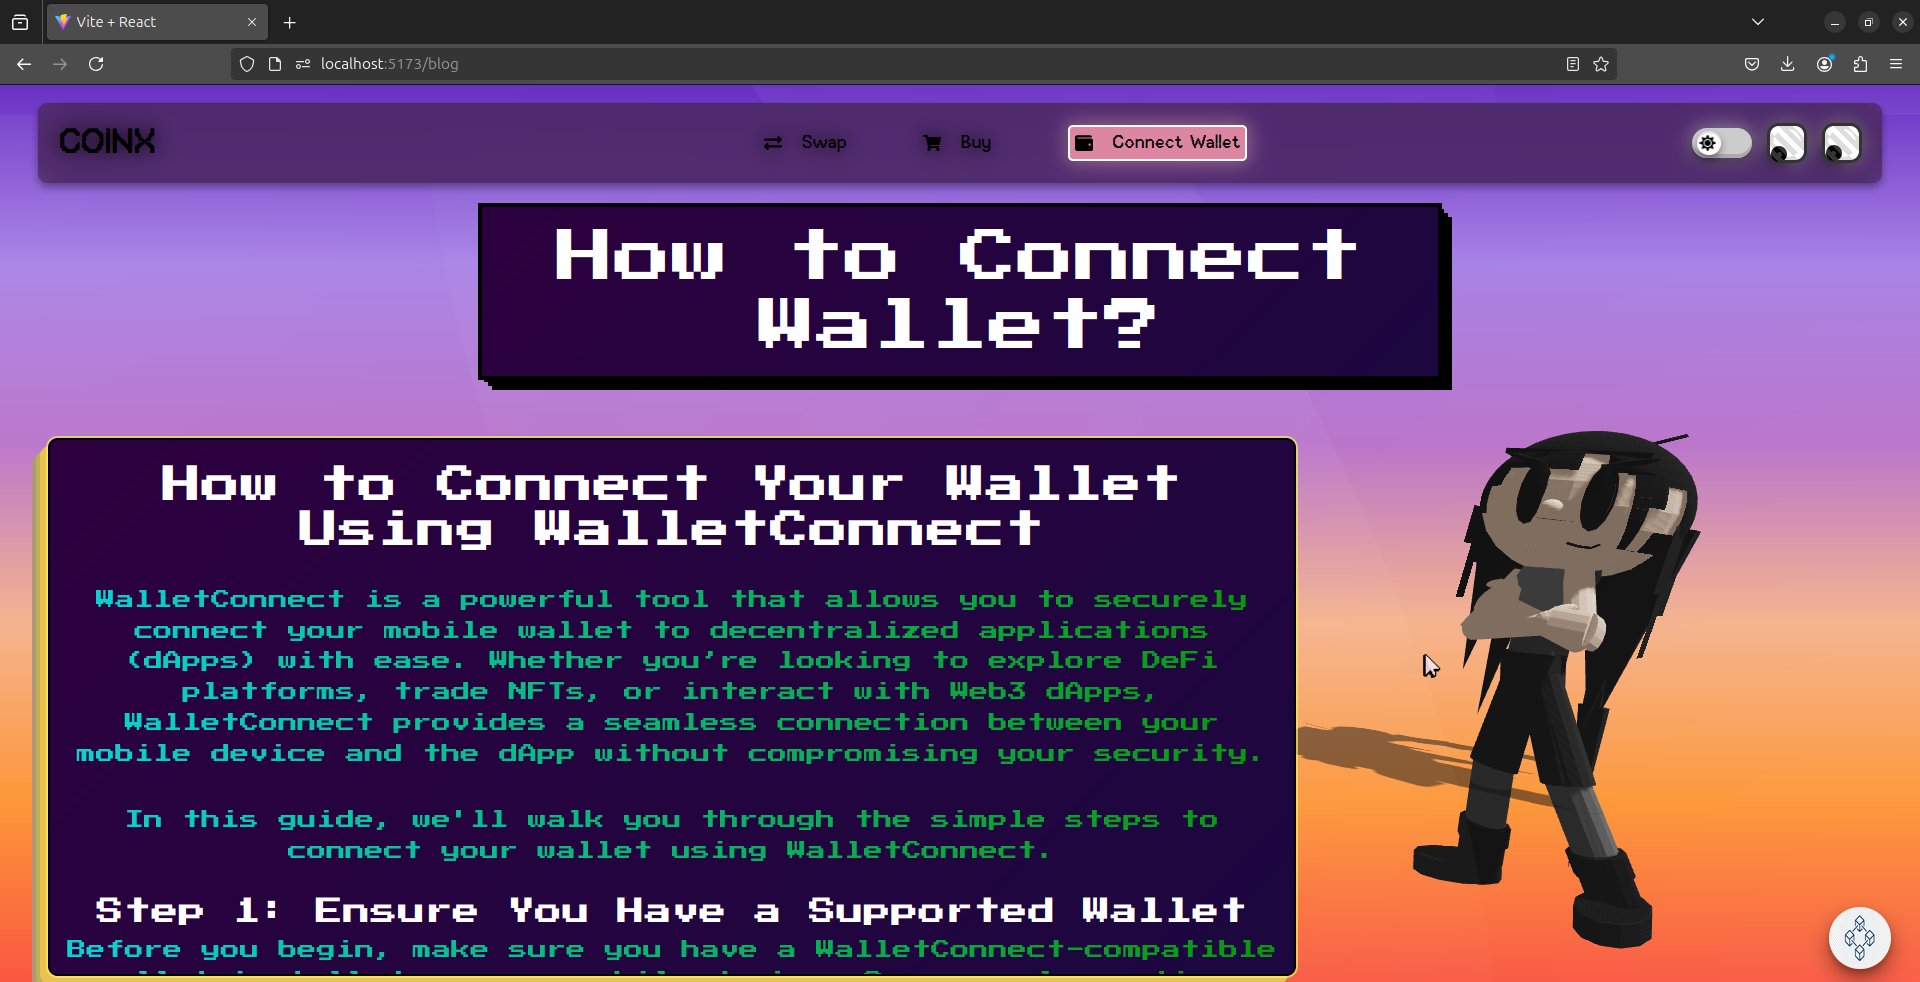 Vite + React
localhost:5173/blog
COINX
Swap
Buy
Connect Wallet
How to Connect
Wallet?
How to Connect Your Wallet
Using WalletConnect
WalletConnect is a powerful tool that allows you to securely
connect your mobile wallet to decentralized applications
(dApps) with ease. Whether you’re looking to explore DeFi
platforms, trade NFTs, or interact with Web3 dApps,
WalletConnect provides a seamless connection between your
mobile device and the dApp without compromising your security.
In this guide, we'll walk you through the simple steps to
connect your wallet using WalletConnect.
Step 1: Ensure You Have a Supported Wallet
Before you begin, make sure you have a WalletConnect-compatible